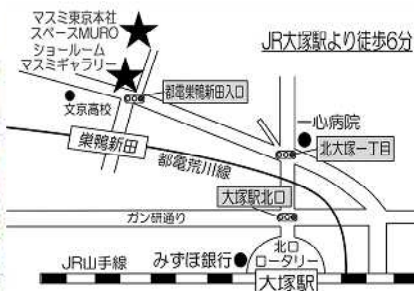 マスミ東京本社
スペースMURO
ショールーム
マスミギャラリー
JR大塚駅より徒歩6分
都電巣鴨新田入口
文京高校
一心病院
巣鴨新田
都電荒川線
北大塚一丁目
大塚駅北口
ガン研通り
北口
ロータリー
みずほ銀行
JR山手線
大塚駅